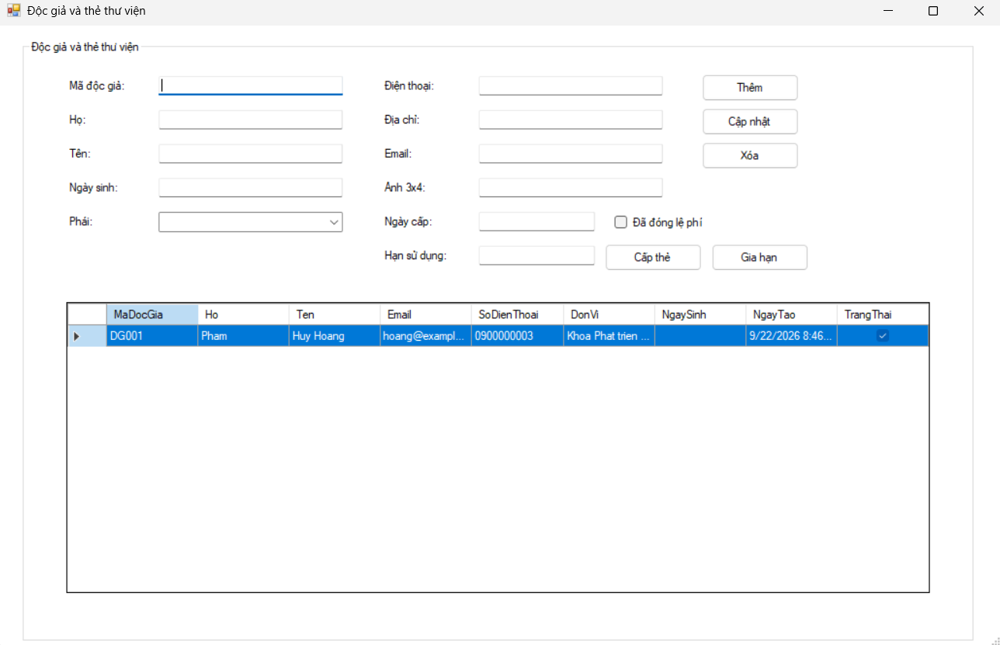 Độc giả và thẻ thư viện
Độc giả và thẻ thư viện
Mã độc giả:
Điện thoại:
Thêm
Họ:
Địa chỉ:
Cập nhật
Tên:
Email:
Xóa
Ngày sinh:
Ảnh 3x4:
Phái:
Ngày cấp:
Đã đóng lệ phí
Hạn sử dụng:
Cấp thẻ
Gia hạn
MaDocGia Ho Ten Email SoDienThoai DonVi NgaySinh NgayTao TrangThai
DG001 Pham Huy Hoang hoang@exampl... 0900000003 Khoa Phat trien ... 9/22/2026 8:46...